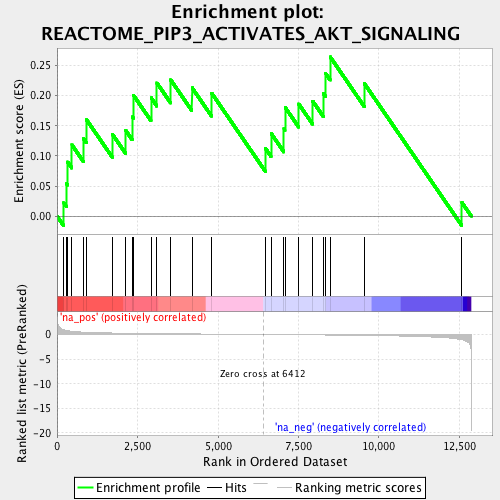 Enrichment plot:
REACTOME_PIP3_ACTIVATES_AKT_SIGNALING
Enrichment score (ES)
0.25
0.20
0.15
0.10
0.05
0.00
'na_pos' (positively correlated)
Ranked list metric (PreRanked)
0
-5
-10
-15
-20
Zero cross at 6412
'na_neg' (negatively correlated)
0 2,500 5,000 7,500 10,000 12,500
Rank in Ordered Dataset
Enrichment profile Hits Ranking metric scores